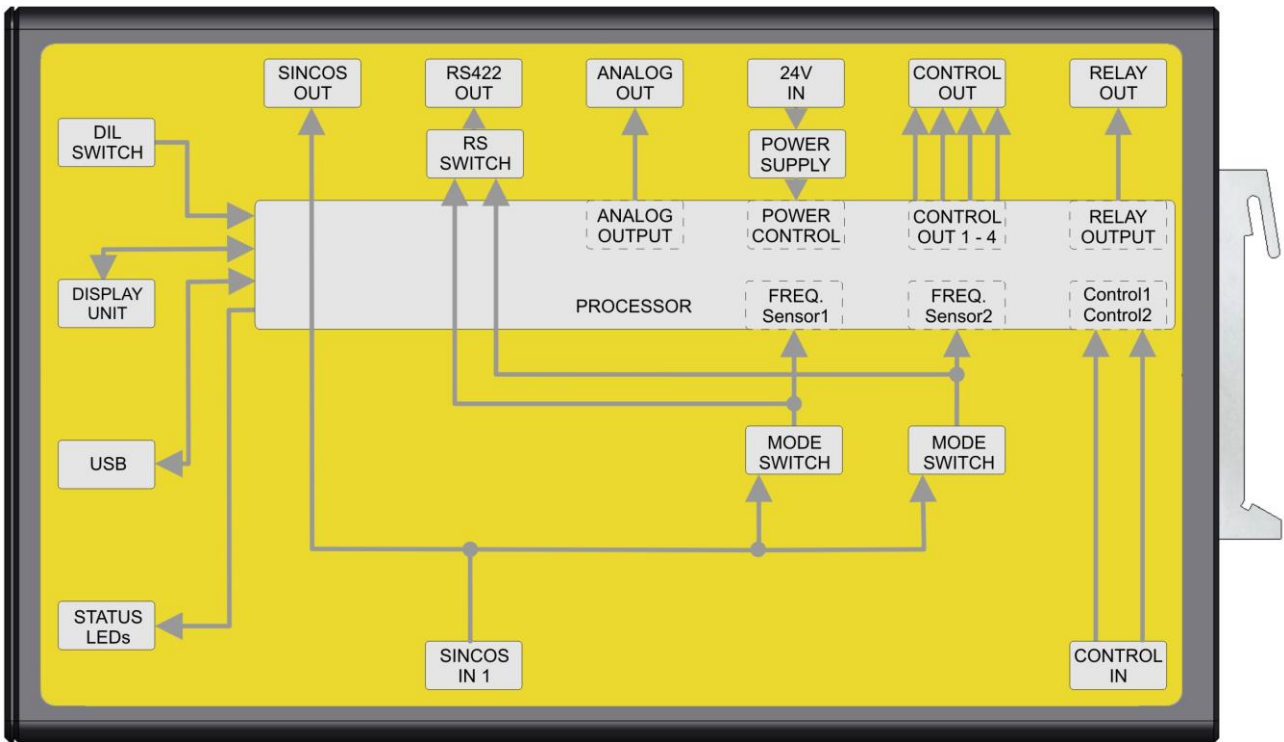 SINCOS
OUT
RS422
OUT
ANALOG
OUT
24V
IN
CONTROL
OUT
RELAY
OUT
DIL
SWITCH
RS
SWITCH
POWER
SUPPLY
ANALOG
OUTPUT
POWER
CONTROL
CONTROL
OUT 1 - 4
RELAY
OUTPUT
DISPLAY
UNIT
PROCESSOR
FREQ.
Sensor1
FREQ.
Sensor2
Control1
Control2
USB
MODE
SWITCH
MODE
SWITCH
STATUS
LEDs
SINCOS
IN 1
CONTROL
IN